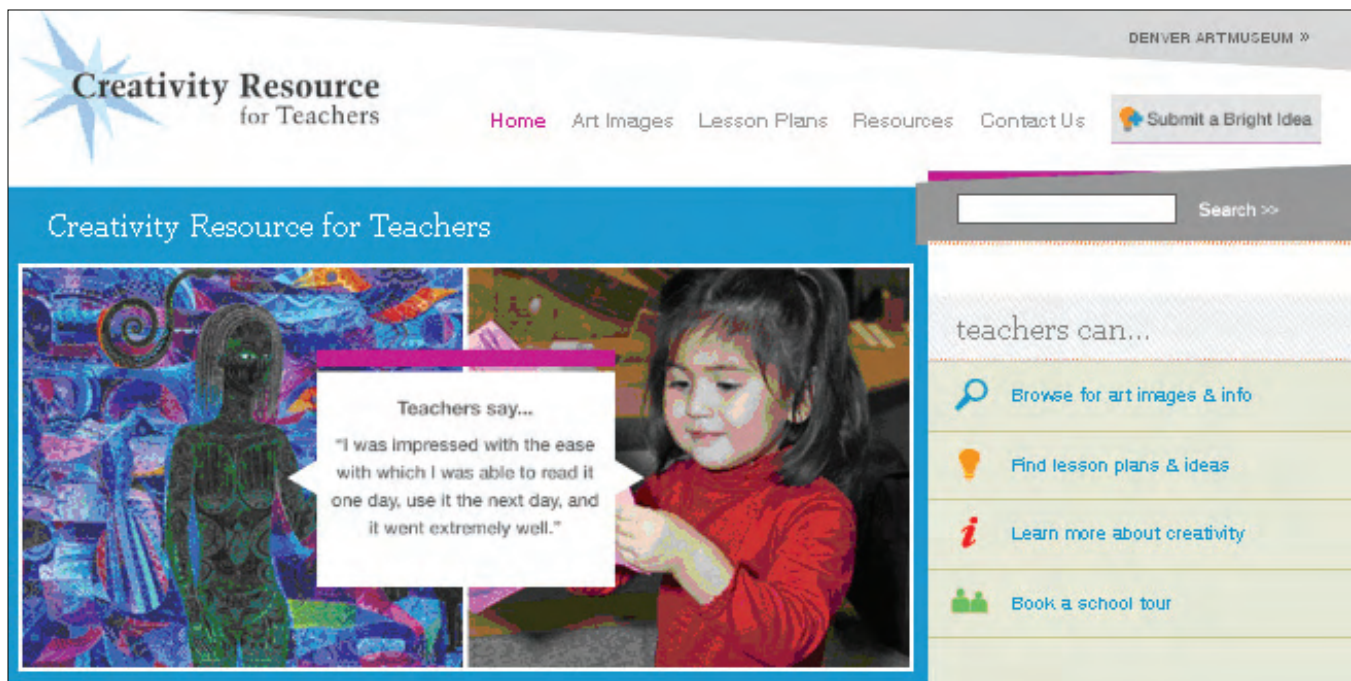 DENVER ARTMUSEUM »
Creativity Resource
for Teachers
Home Art Images Lesson Plans Resources Contact Us Submit a Bright Idea
Search >>
Creativity Resource for Teachers
Teachers say...
"I was impressed with the ease
with which I was able to read it
one day, use it the next day, and
it went extremely well."
teachers can...
Browse for art images & info
Find lesson plans & ideas
Learn more about creativity
Book a school tour